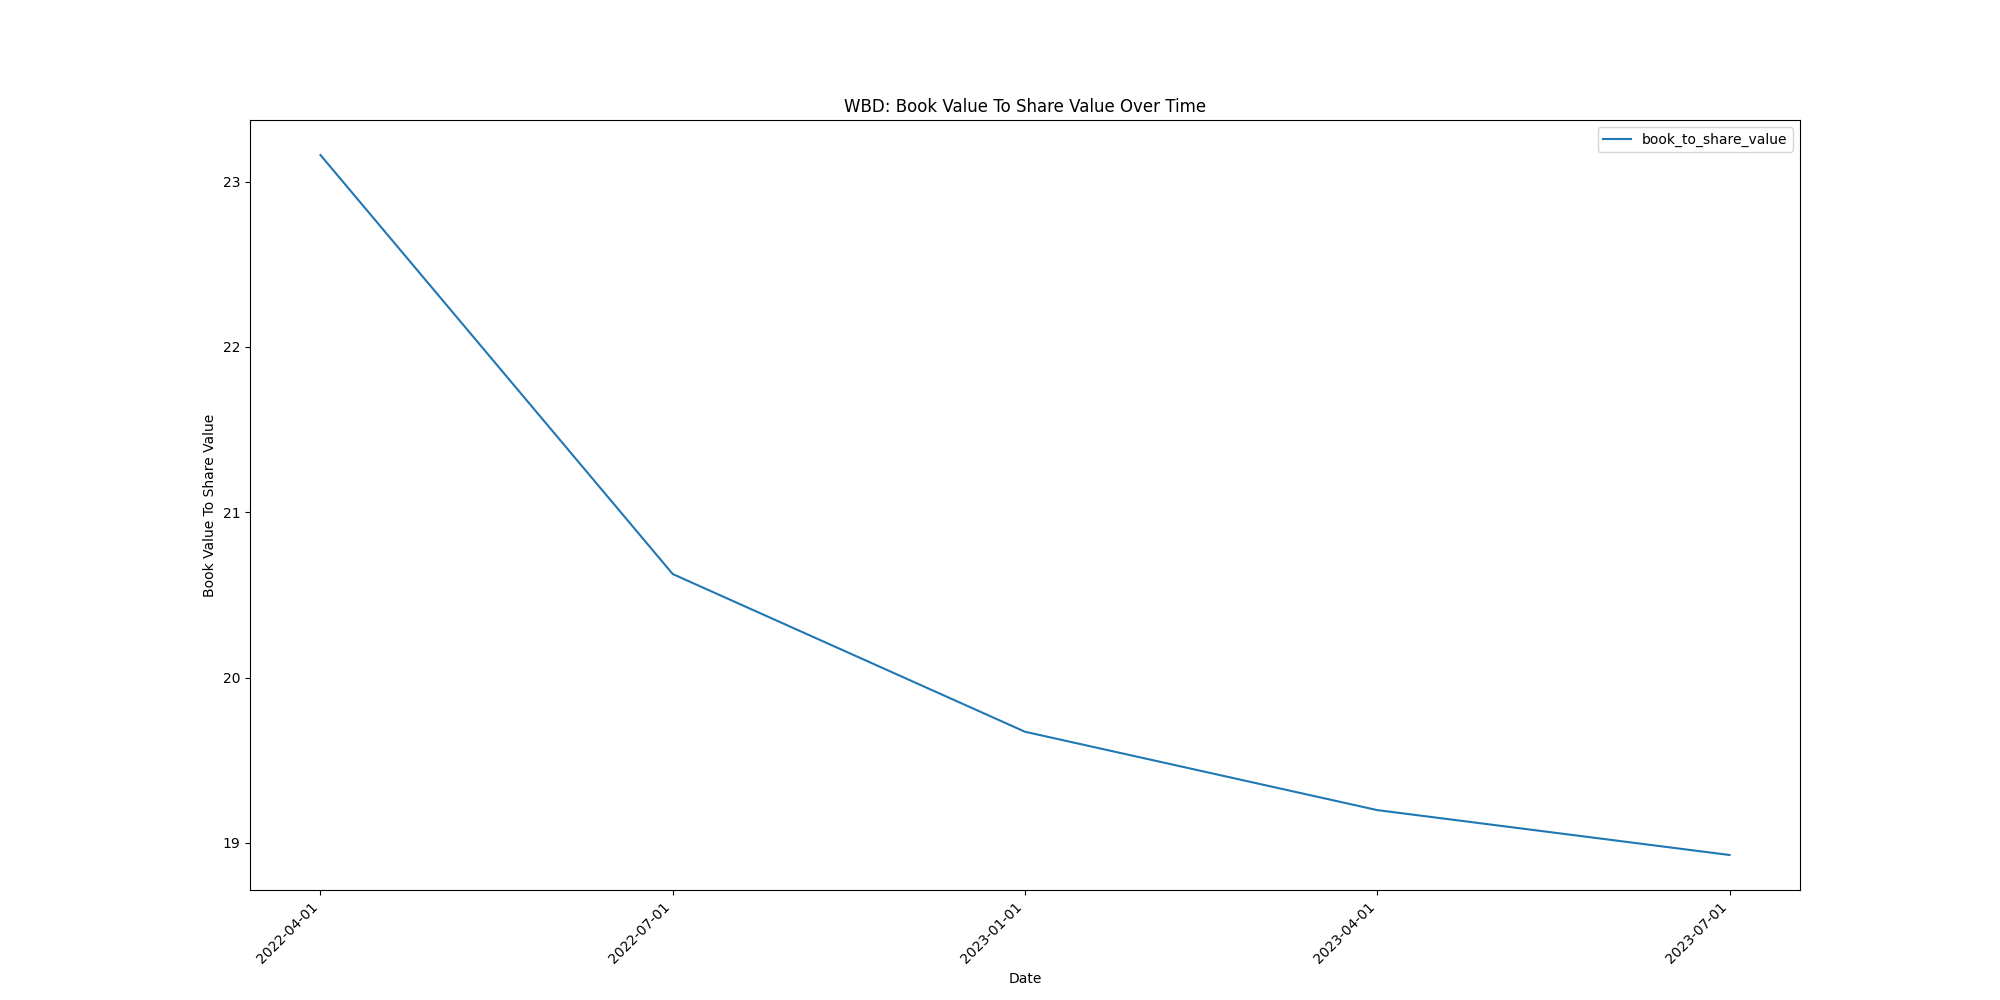 WBD: Book Value To Share Value Over Time
book_to_share_value
Book Value To Share Value
23
22
21
20
19
2022-04-01
2022-07-01
2023-01-01
2023-04-01
2023-07-01
Date